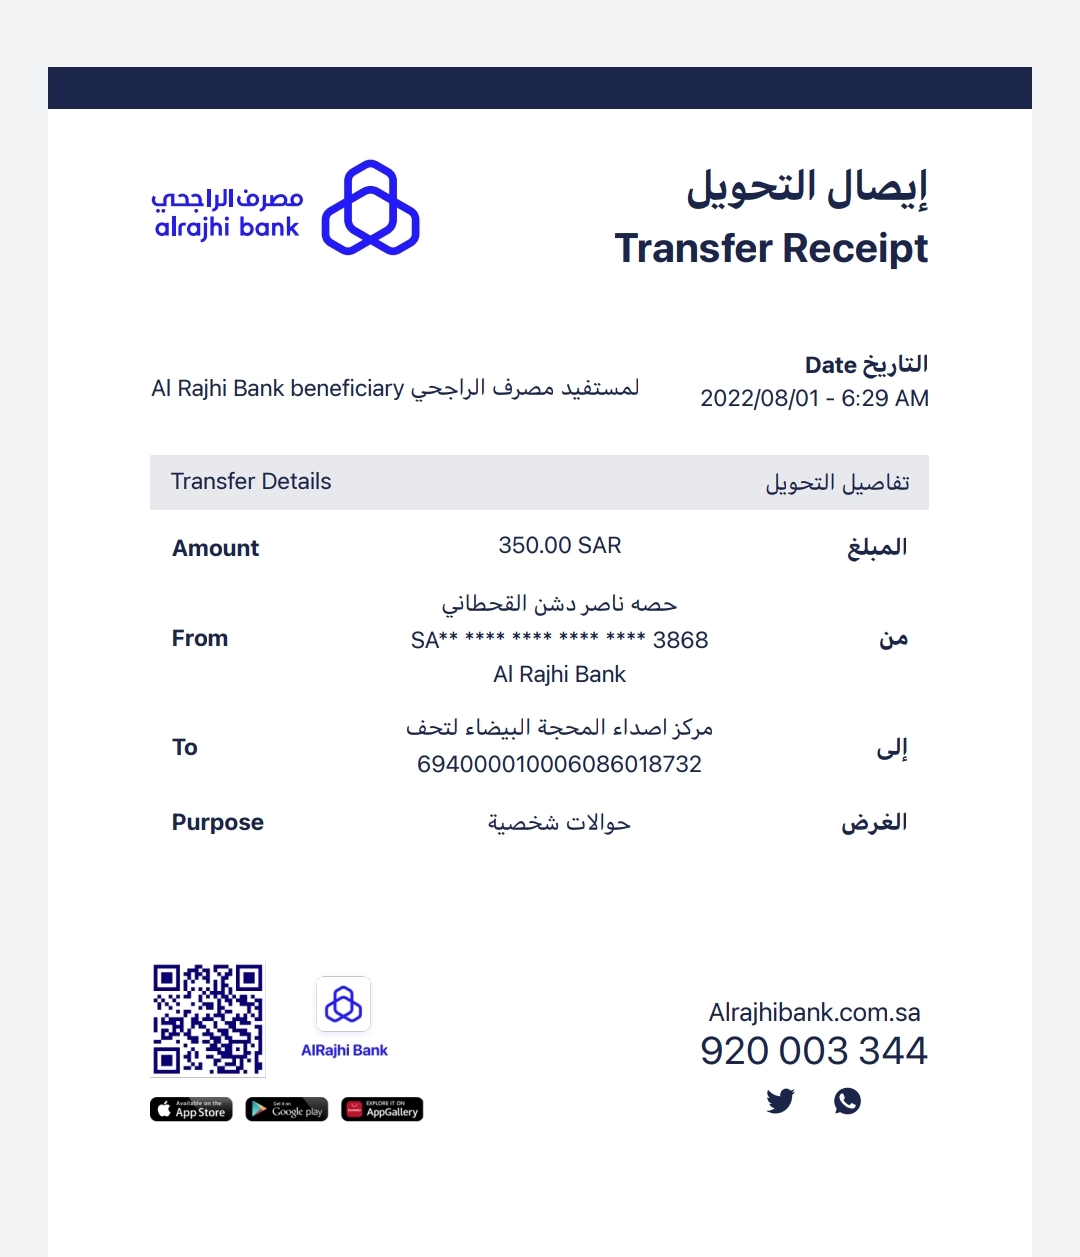 مصرف الراجحي
alrajhi bank
إيصال التحويل
Transfer Receipt
التاريخ Date
2022/08/01 - 6:29 AM
لمستفيد مصرف الراجحي Al Rajhi Bank beneficiary
Transfer Details تفاصيل التحويل
Amount 350.00 SAR المبلغ
حصه ناصر دشن القحطاني
From SA** **** **** **** **** 3868 من
Al Rajhi Bank
مركز اصداء المحجة البيضاء لتحف
To إلى
694000010006086018732
Purpose حوالات شخصية الغرض
AlRajhi Bank
Available on the App Store
Get it on Google play
EXPLORE IT ON AppGallery
Alrajhibank.com.sa
920 003 344